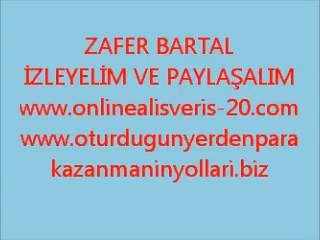 ZAFER BARTAL
İZLEYELİM VE PAYLAŞALIM
www.onlinealisveris-20.com
www.oturdugunyerdenpara
kazanmaninyollari.biz